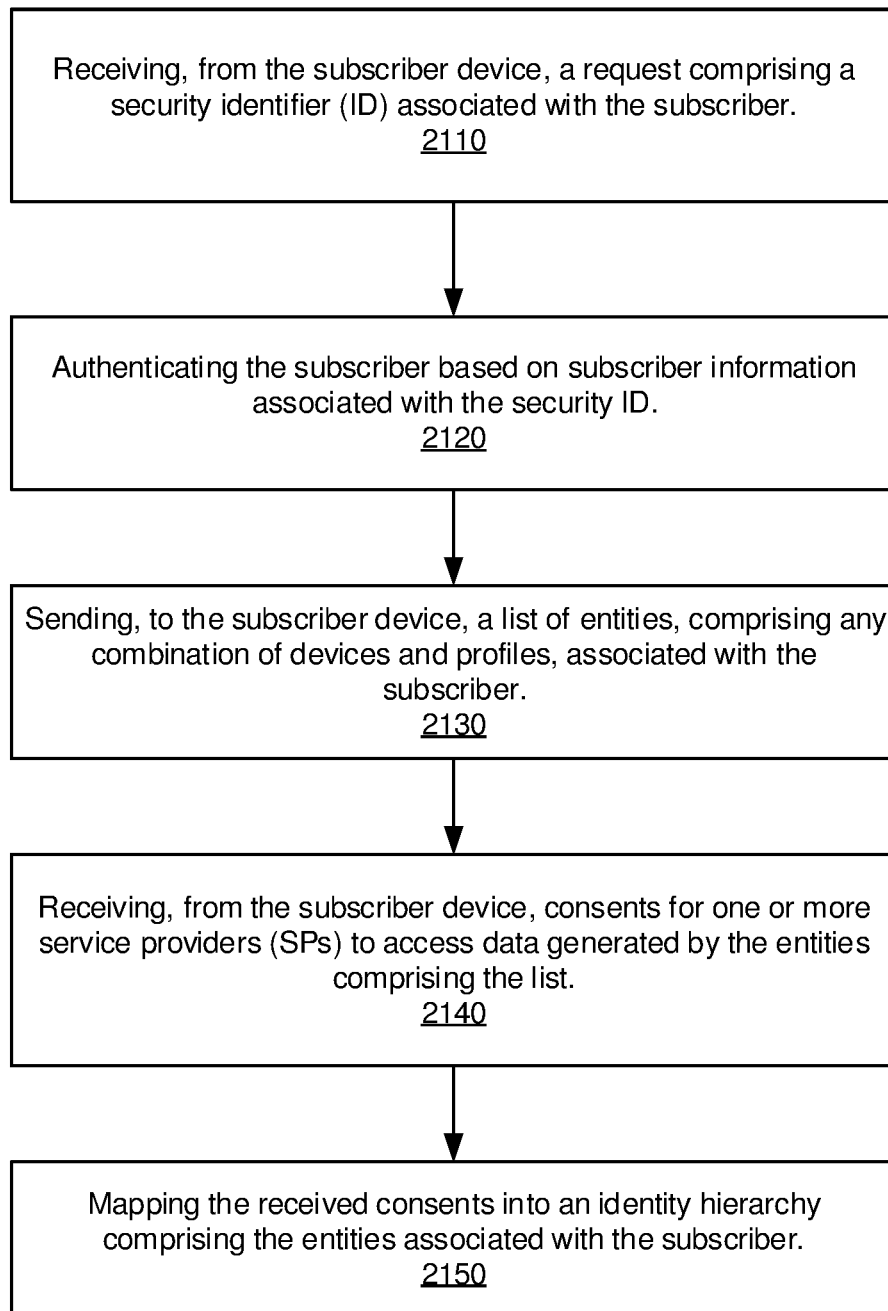 Receiving, from the subscriber device, a request comprising a
security identifier (ID) associated with the subscriber.
2110
Authenticating the subscriber based on subscriber information
associated with the security ID.
2120
Sending, to the subscriber device, a list of entities, comprising any
combination of devices and profiles, associated with the
subscriber.
2130
Receiving, from the subscriber device, consents for one or more
service providers (SPs) to access data generated by the entities
comprising the list.
2140
Mapping the received consents into an identity hierarchy
comprising the entities associated with the subscriber.
2150